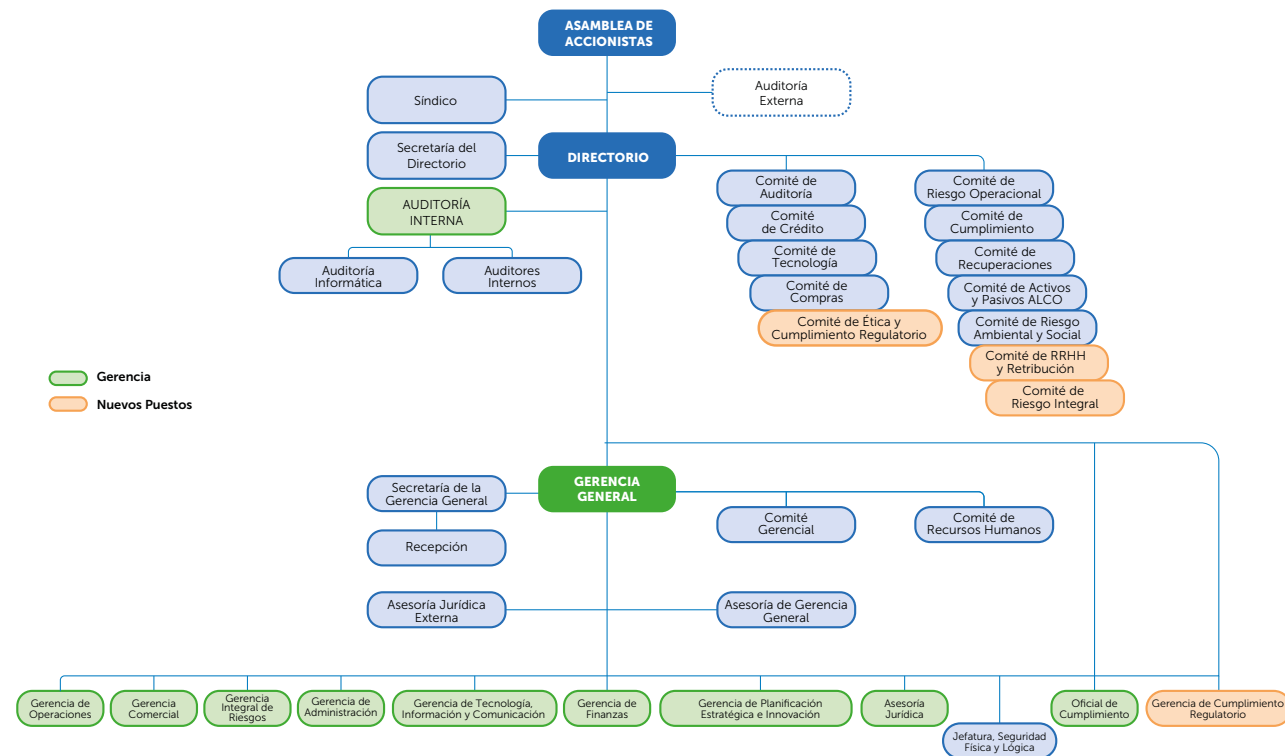 ASAMBLEA DE
ACCIONISTAS
Síndico
Auditoría
Externa
Secretaría del
Directorio
DIRECTORIO
AUDITORÍA
INTERNA
Auditoría
Informática
Auditores
Internos
Comité de
Auditoría
Comité
de Crédito
Comité de
Tecnología
Comité de
Compras
Comité de Ética y
Cumplimiento Regulatorio
Comité de
Riesgo Operacional
Comité de
Cumplimiento
Comité de
Recuperaciones
Comité de Activos
y Pasivos ALCO
Comité de Riesgo
Ambiental y Social
Comité de RRHH
y Retribución
Comité de
Riesgo Integral
Gerencia
Nuevos Puestos
Secretaría de la
Gerencia General
GERENCIA
GENERAL
Recepción
Comité
Gerencial
Comité de
Recursos Humanos
Asesoría Jurídica
Externa
Asesoría de Gerencia
General
Gerencia de
Operaciones
Gerencia
Comercial
Gerencia
Integral de
Riesgos
Gerencia de
Administración
Gerencia de Tecnología,
Información y Comunicación
Gerencia de
Finanzas
Gerencia de Planificación
Estratégica e Innovación
Asesoría
Jurídica
Jefatura, Seguridad
Física y Lógica
Oficial de
Cumplimiento
Gerencia de Cumplimiento
Regulatorio